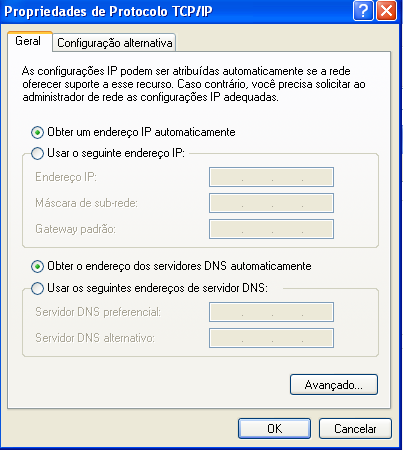 Propriedades de Protocolo TCP/IP
Geral
Configuração alternativa
As configurações IP podem ser atribuídas automaticamente se a rede
oferecer suporte a esse recurso. Caso contrário, você precisa solicitar ao
administrador de rede as configurações IP adequadas.
Obter um endereço IP automaticamente
Usar o seguinte endereço IP:
Endereço IP:
Máscara de sub-rede:
Gateway padrão:
Obter o endereço dos servidores DNS automaticamente
Usar os seguintes endereços de servidor DNS:
Servidor DNS preferencial:
Servidor DNS alternativo:
Avançado...
OK
Cancelar